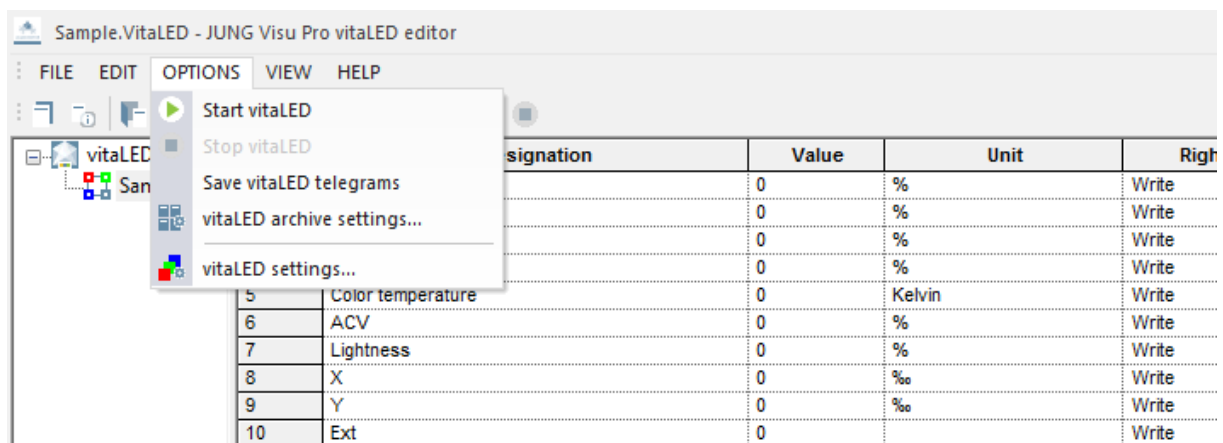 Sample.VitaLED - JUNG Visu Pro vitaLED editor
FILE EDIT OPTIONS VIEW HELP
Start vitaLED
Stop vitaLED
Save vitaLED telegrams
vitaLED archive settings...
vitaLED settings...
vitaLED
San
signation Value Unit Righ
0 % Write
0 % Write
0 % Write
0 % Write
5 Color temperature 0 Kelvin Write
6 ACV 0 % Write
7 Lightness 0 % Write
8 X 0 ‰ Write
9 Y 0 ‰ Write
10 Ext 0 Write